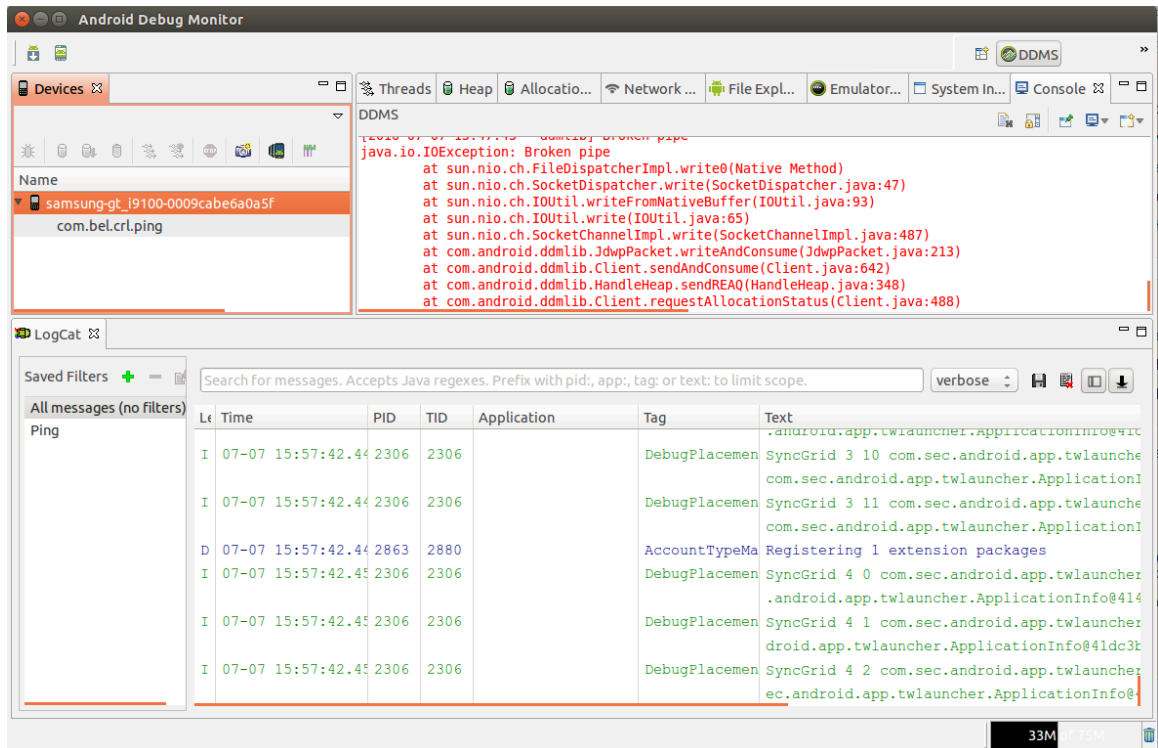 Android Debug Monitor
DDMS
»
Devices
Threads Heap Allocatio... Network ... File Expl... Emulator... System In... Console
DDMS
Name
samsung-gt_i9100-0009cabe6a0a5f
com.bel.crl.ping
java.io.IOException: Broken pipe
at sun.nio.ch.FileDispatcherImpl.write0(Native Method)
at sun.nio.ch.SocketDispatcher.write(SocketDispatcher.java:47)
at sun.nio.ch.IOUtil.writeFromNativeBuffer(IOUtil.java:93)
at sun.nio.ch.IOUtil.write(IOUtil.java:65)
at sun.nio.ch.SocketChannelImpl.write(SocketChannelImpl.java:487)
at com.android.ddmlib.JdwpPacket.writeAndConsume(JdwpPacket.java:213)
at com.android.ddmlib.Client.sendAndConsume(Client.java:642)
at com.android.ddmlib.HandleHeap.sendREAQ(HandleHeap.java:348)
at com.android.ddmlib.Client.requestAllocationStatus(Client.java:488)
LogCat
Saved Filters
All messages (no filters)
Ping
Search for messages. Accepts Java regexes. Prefix with pid:, app:, tag: or text: to limit scope.
verbose
Le Time PID TID Application Tag Text
.android.app.twlauncher.ApplicationInfo@41c
I 07-07 15:57:42.44 2306 2306 DebugPlacemen SyncGrid 3 10 com.sec.android.app.twlaunche
com.sec.android.app.twlauncher.ApplicationI
I 07-07 15:57:42.44 2306 2306 DebugPlacemen SyncGrid 3 11 com.sec.android.app.twlaunche
com.sec.android.app.twlauncher.ApplicationI
D 07-07 15:57:42.44 2863 2880 AccountTypeMa Registering 1 extension packages
I 07-07 15:57:42.45 2306 2306 DebugPlacemen SyncGrid 4 0 com.sec.android.app.twlauncher
.android.app.twlauncher.ApplicationInfo@414
I 07-07 15:57:42.45 2306 2306 DebugPlacemen SyncGrid 4 1 com.sec.android.app.twlauncher
droid.app.twlauncher.ApplicationInfo@41dc3b
I 07-07 15:57:42.45 2306 2306 DebugPlacemen SyncGrid 4 2 com.sec.android.app.twlauncher
ec.android.app.twlauncher.ApplicationInfo@4
33M of 75M